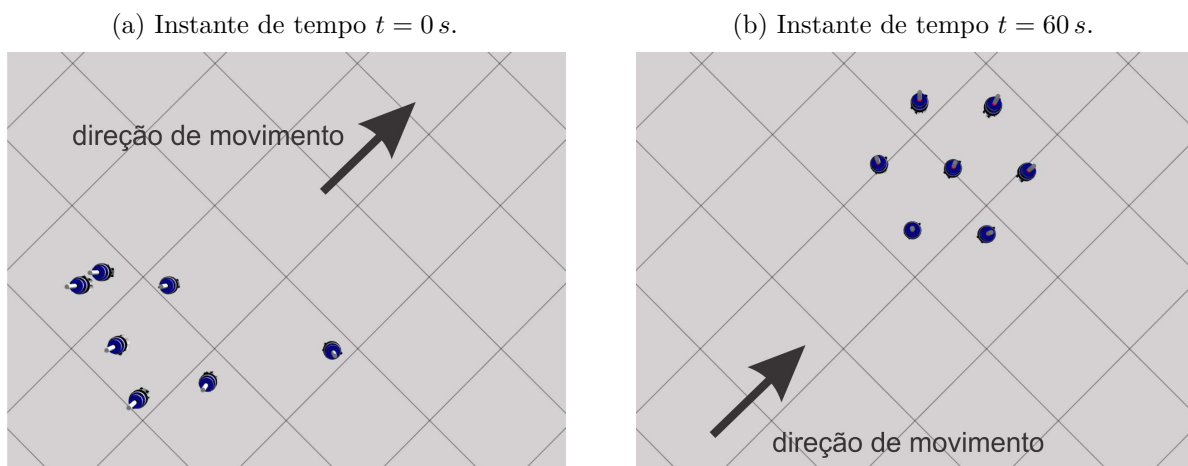 (a) Instante de tempo t = 0 s.
(b) Instante de tempo t = 60 s.
direção de movimento
direção de movimento